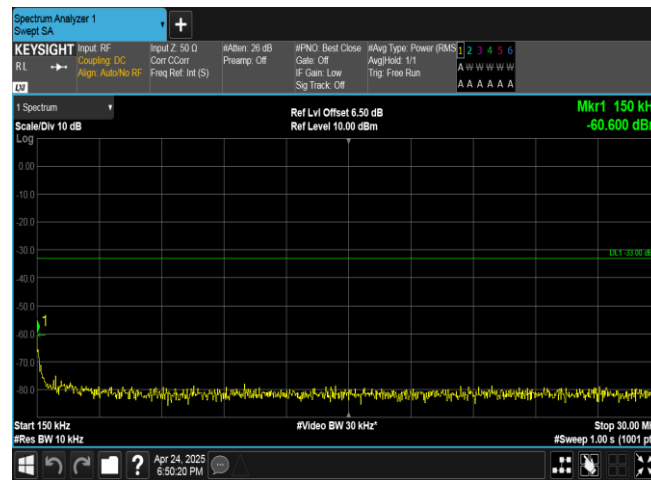 Spectrum Analyzer 1
Swept SA
+
KEYSIGHT Input: RF Input Z: 50 Ω #Atten: 26 dB #PNO: Best Close #Avg Type: Power (RMS 1 2 3 4 5 6
RL Coupling: DC Corr CCorr Preamp: Off Gate: Off Avg|Hold: 1/1 A W W W W W
Align: Auto/No RF Freq Ref: Int (S) IF Gain: Low Trig: Free Run
Sig Track: Off A A A A A A
LXI
1 Spectrum
Ref Lvl Offset 6.50 dB Mkr1 150 kH
Scale/Div 10 dB Ref Level 10.00 dBm -60.600 dB
Log
0.00
-10.0
-20.0
DL1 -33.00 dB
-30.0
-40.0
-50.0
1
-60.0
-70.0
-80.0
Start 150 kHz #Video BW 30 kHz* Stop 30.00 M
#Res BW 10 kHz #Sweep 1.00 s (1001 pt
? Apr 24, 2025
6:50:20 PM